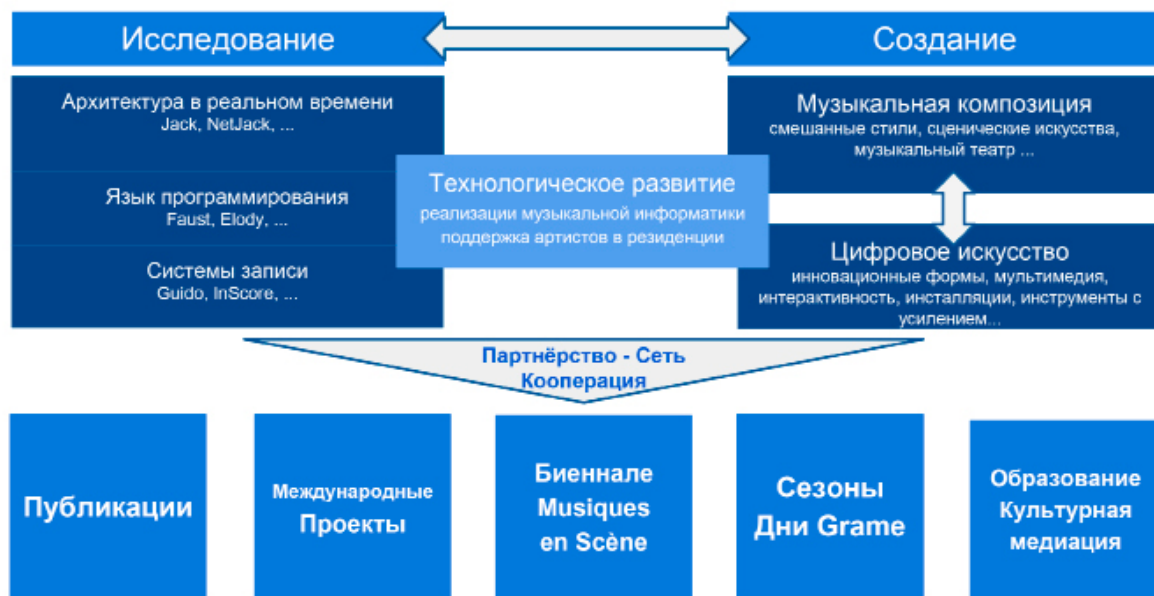 Исследование
Создание
Архитектура в реальном времени
Jack, NetJack, ...
Язык программирования
Faust, Elody, ...
Системы записи
Guido, InScore, ...
Технологическое развитие
реализации музыкальной информатики
поддержка артистов в резиденции
Музыкальная композиция
смешанные стили, сценические искусства,
музыкальный театр ...
Цифровое искусство
инновационные формы, мультимедия,
интерактивность, инсталляции, инструменты с
усилением...
Партнёрство - Сеть
Кооперация
Публикации
Международные
Проекты
Биеннале
Musiques
en Scène
Сезоны
Дни Grame
Образование
Культурная
медиация